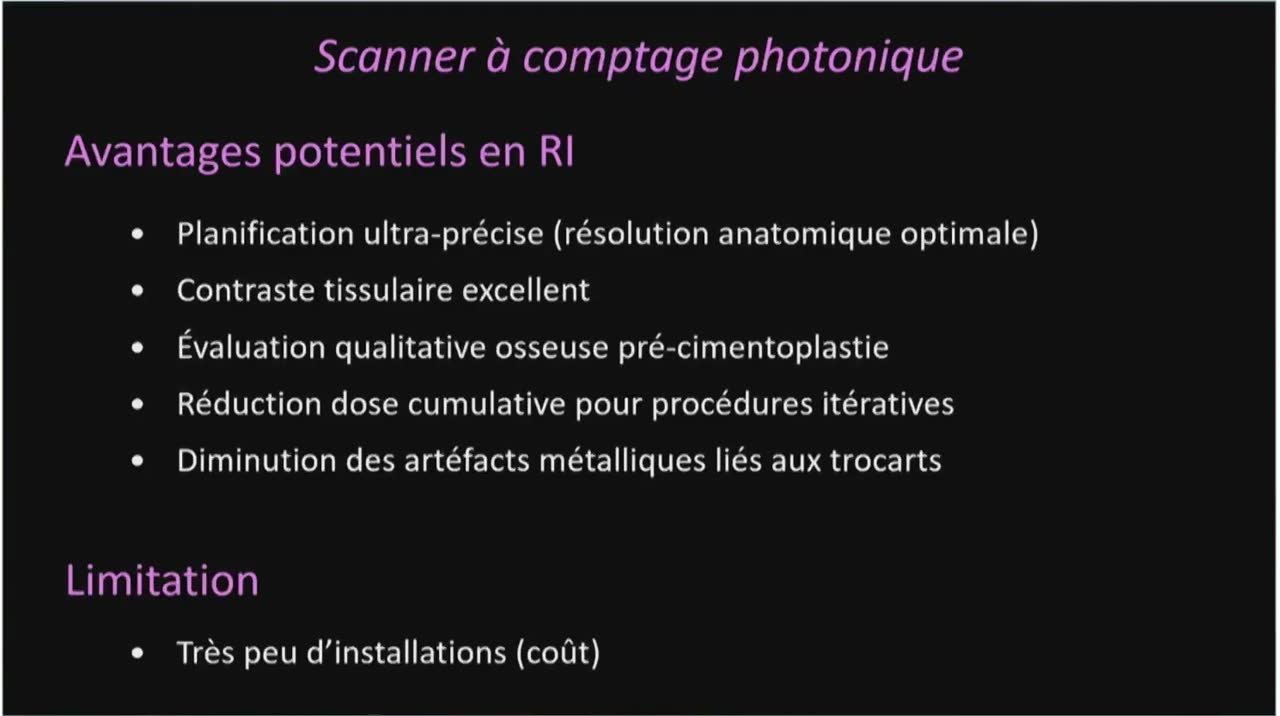 Scanner à comptage photonique
Avantages potentiels en RI
• Planification ultra-précise (résolution anatomique optimale)
• Contraste tissulaire excellent
• Évaluation qualitative osseuse pré-cimentoplastie
• Réduction dose cumulative pour procédures itératives
• Diminution des artéfacts métalliques liés aux trocarts
Limitation
• Très peu d’installations (coût)